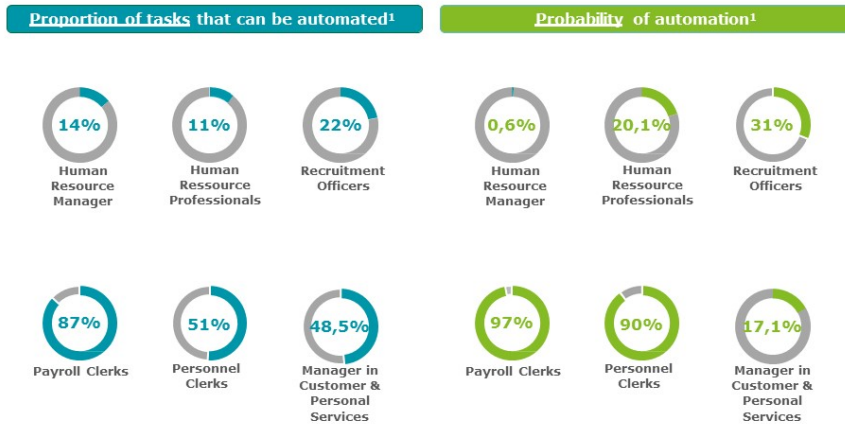 Proportion of tasks that can be automated¹
Probability of automation¹
14%
Human
Resource
Manager
11%
Human
Ressource
Professionals
22%
Recruitment
Officers
0,6%
Human
Resource
Manager
20,1%
Human
Ressource
Professionals
31%
Recruitment
Officers
87%
Payroll Clerks
51%
Personnel
Clerks
48,5%
Manager in
Customer &
Personal
Services
97%
Payroll Clerks
90%
Personnel
Clerks
17,1%
Manager in
Customer &
Personal
Services